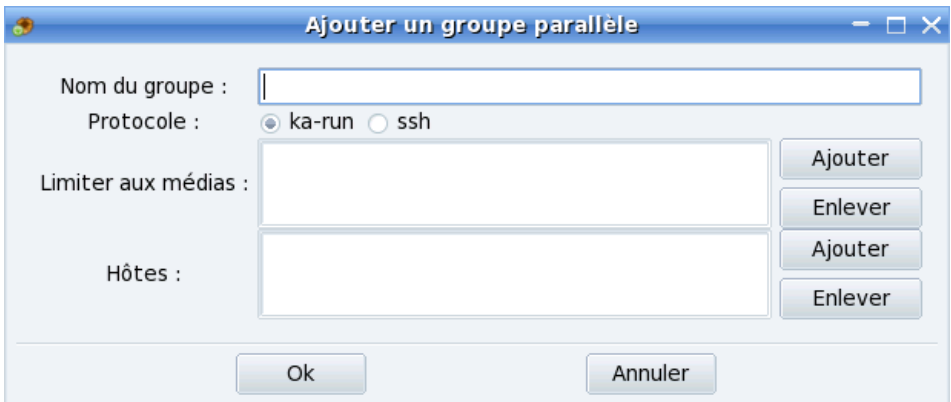 Ajouter un groupe parallèle
Nom du groupe :
Protocole : ka-run ssh
Limiter aux médias :
Ajouter
Enlever
Hôtes :
Ajouter
Enlever
Ok Annuler